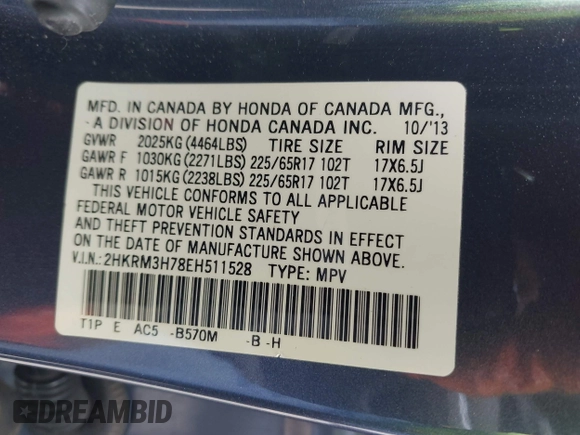 MFD. IN CANADA BY HONDA OF CANADA MFG.,
- A DIVISION OF HONDA CANADA INC. 10/'13
GVWR 2025KG (4464LBS) TIRE SIZE RIM SIZE
GAWR F 1030KG (2271LBS) 225/65R17 102T 17X6.5J
GAWR R 1015KG (2238LBS) 225/65R17 102T 17X6.5J
THIS VEHICLE CONFORMS TO ALL APPLICABLE
FEDERAL MOTOR VEHICLE SAFETY
AND THEFT PREVENTION STANDARDS IN EFFECT
ON THE DATE OF MANUFACTURE SHOWN ABOVE.
V.I.N.: 2HKRM3H78EH511528 TYPE: MPV
T1P E AC5 -B570M -B -H
DREAMBID